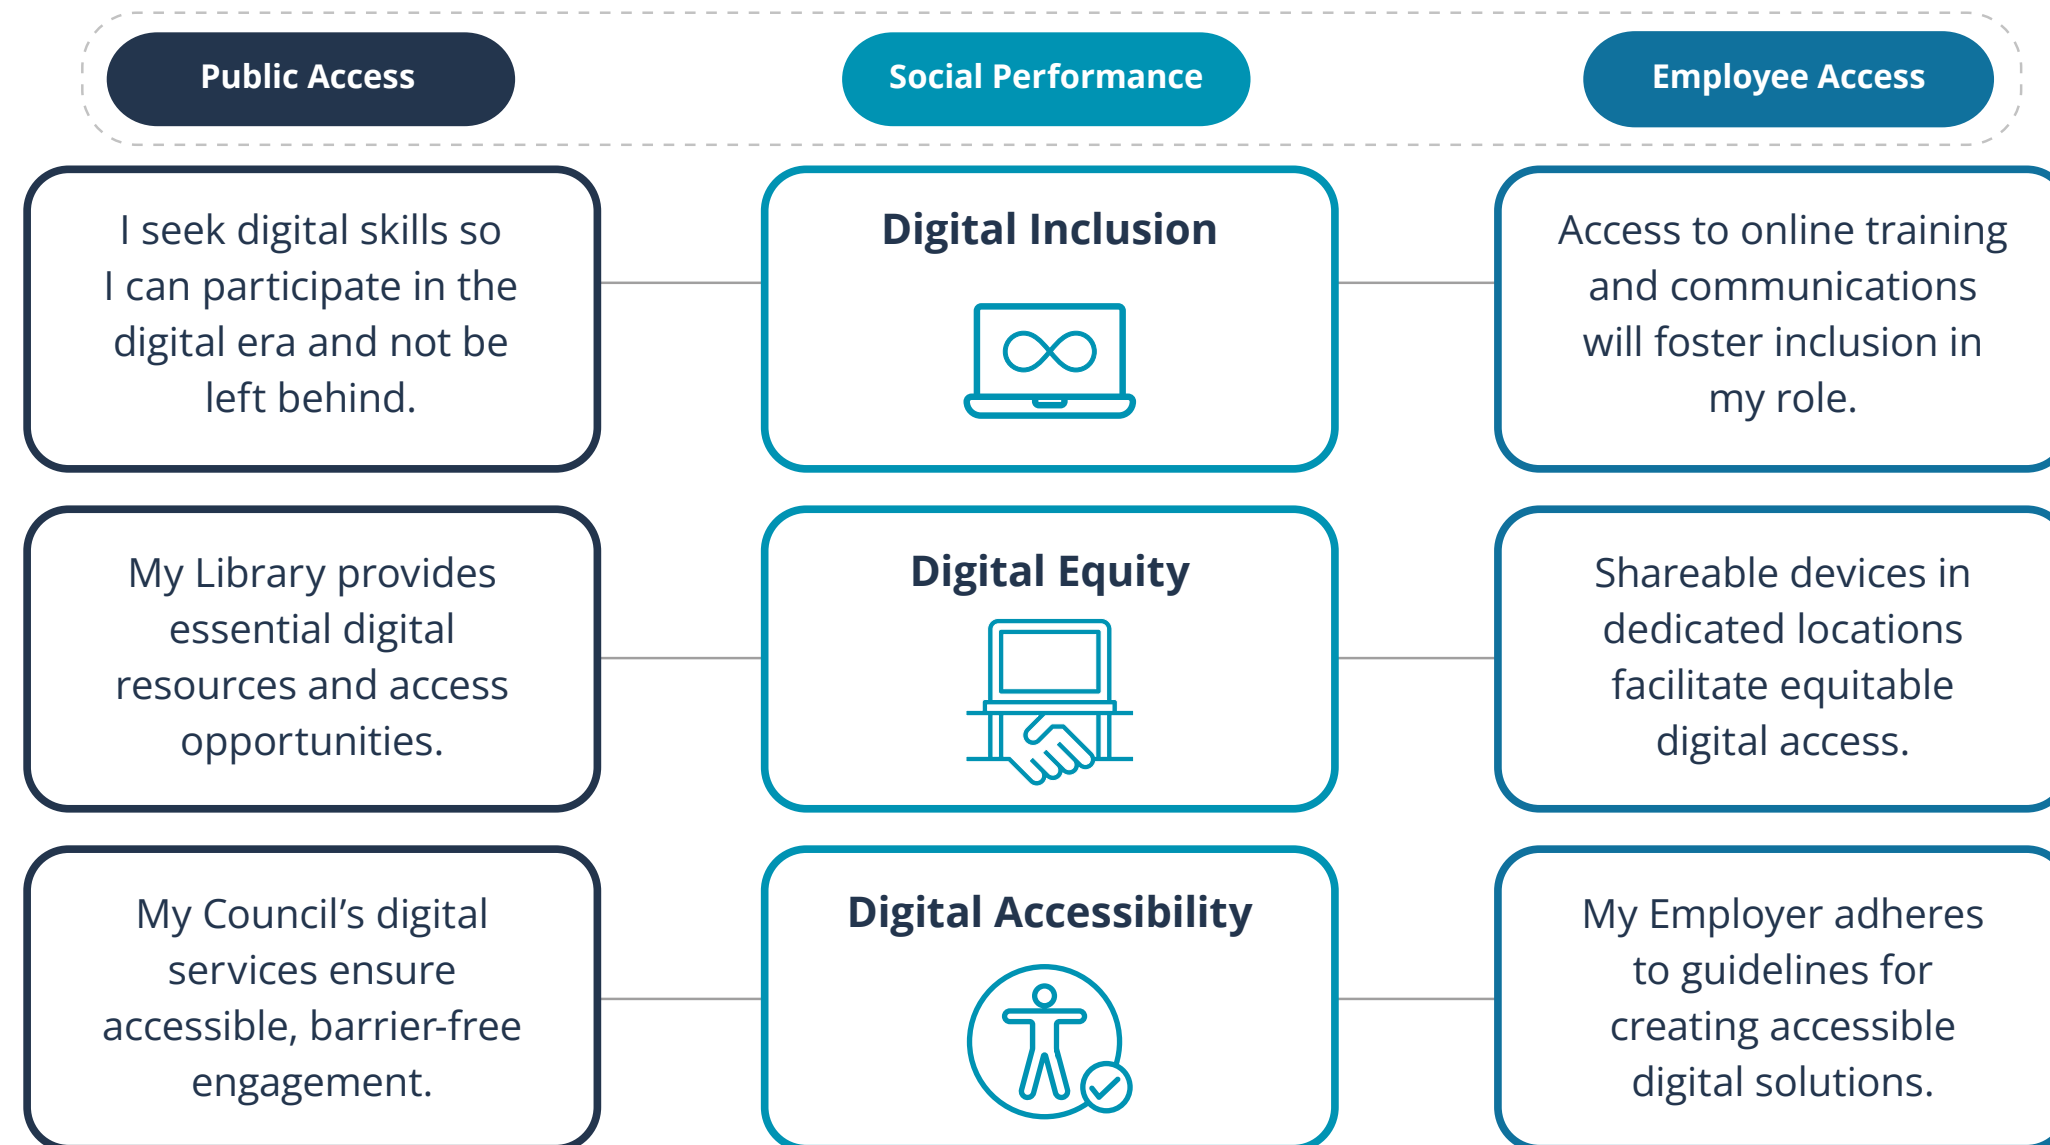 Public Access
Social Performance
Employee Access
I seek digital skills so
I can participate in the
digital era and not be
left behind.
Digital Inclusion
Access to online training
and communications
will foster inclusion in
my role.
My Library provides
essential digital
resources and access
opportunities.
Digital Equity
Shareable devices in
dedicated locations
facilitate equitable
digital access.
My Council’s digital
services ensure
accessible, barrier-free
engagement.
Digital Accessibility
My Employer adheres
to guidelines for
creating accessible
digital solutions.